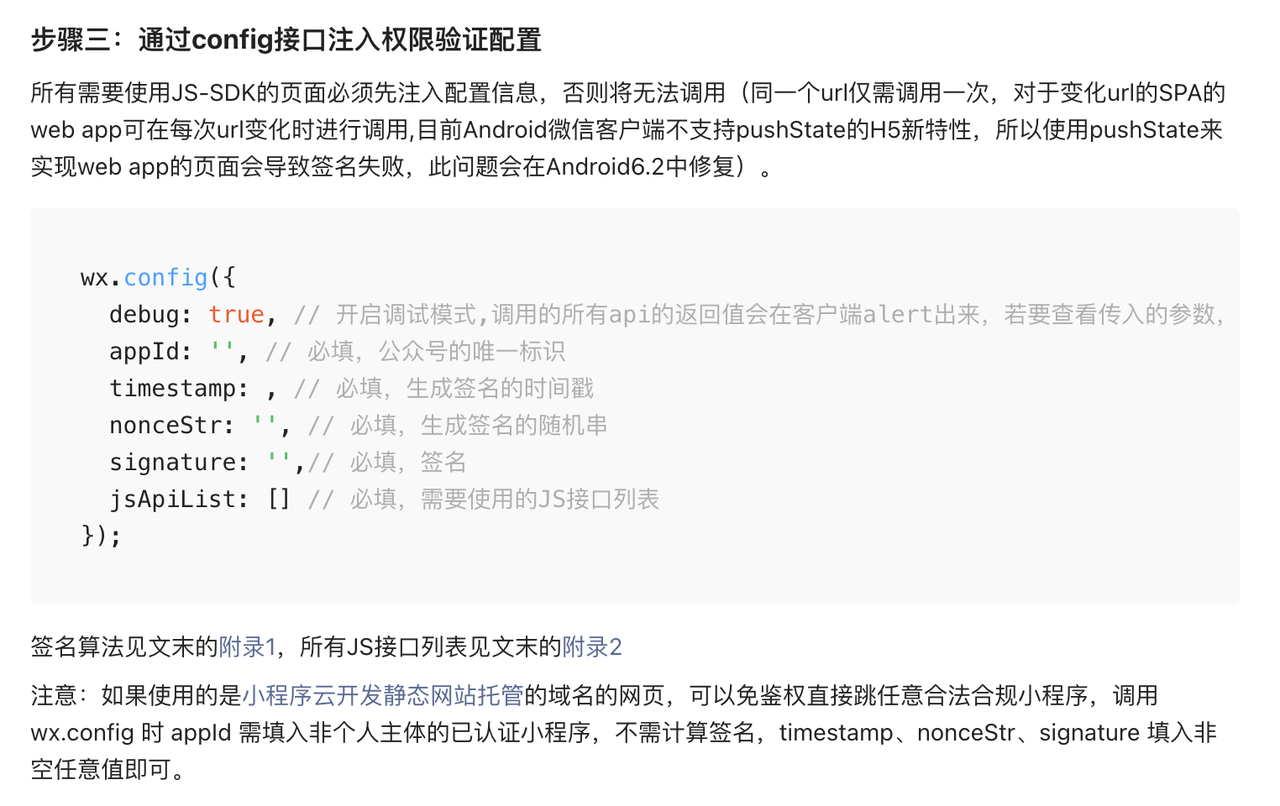 步骤三：通过config接口注入权限验证配置
所有需要使用JS-SDK的页面必须先注入配置信息，否则将无法调用（同一个url仅需调用一次，对于变化url的SPA的
web app可在每次url变化时进行调用,目前Android微信客户端不支持pushState的H5新特性，所以使用pushState来
实现web app的页面会导致签名失败，此问题会在Android6.2中修复）。
wx.config({
  debug: true, // 开启调试模式,调用的所有api的返回值会在客户端alert出来，若要查看传入的参数，
  appId: '', // 必填，公众号的唯一标识
  timestamp: , // 必填，生成签名的时间戳
  nonceStr: '', // 必填，生成签名的随机串
  signature: '',// 必填，签名
  jsApiList: [] // 必填，需要使用的JS接口列表
});
签名算法见文末的附录1，所有JS接口列表见文末的附录2
注意：如果使用的是小程序云开发静态网站托管的域名的网页，可以免鉴权直接跳任意合法合规小程序，调用
wx.config 时 appId 需填入非个人主体的已认证小程序，不需计算签名，timestamp、nonceStr、signature 填入非
空任意值即可。